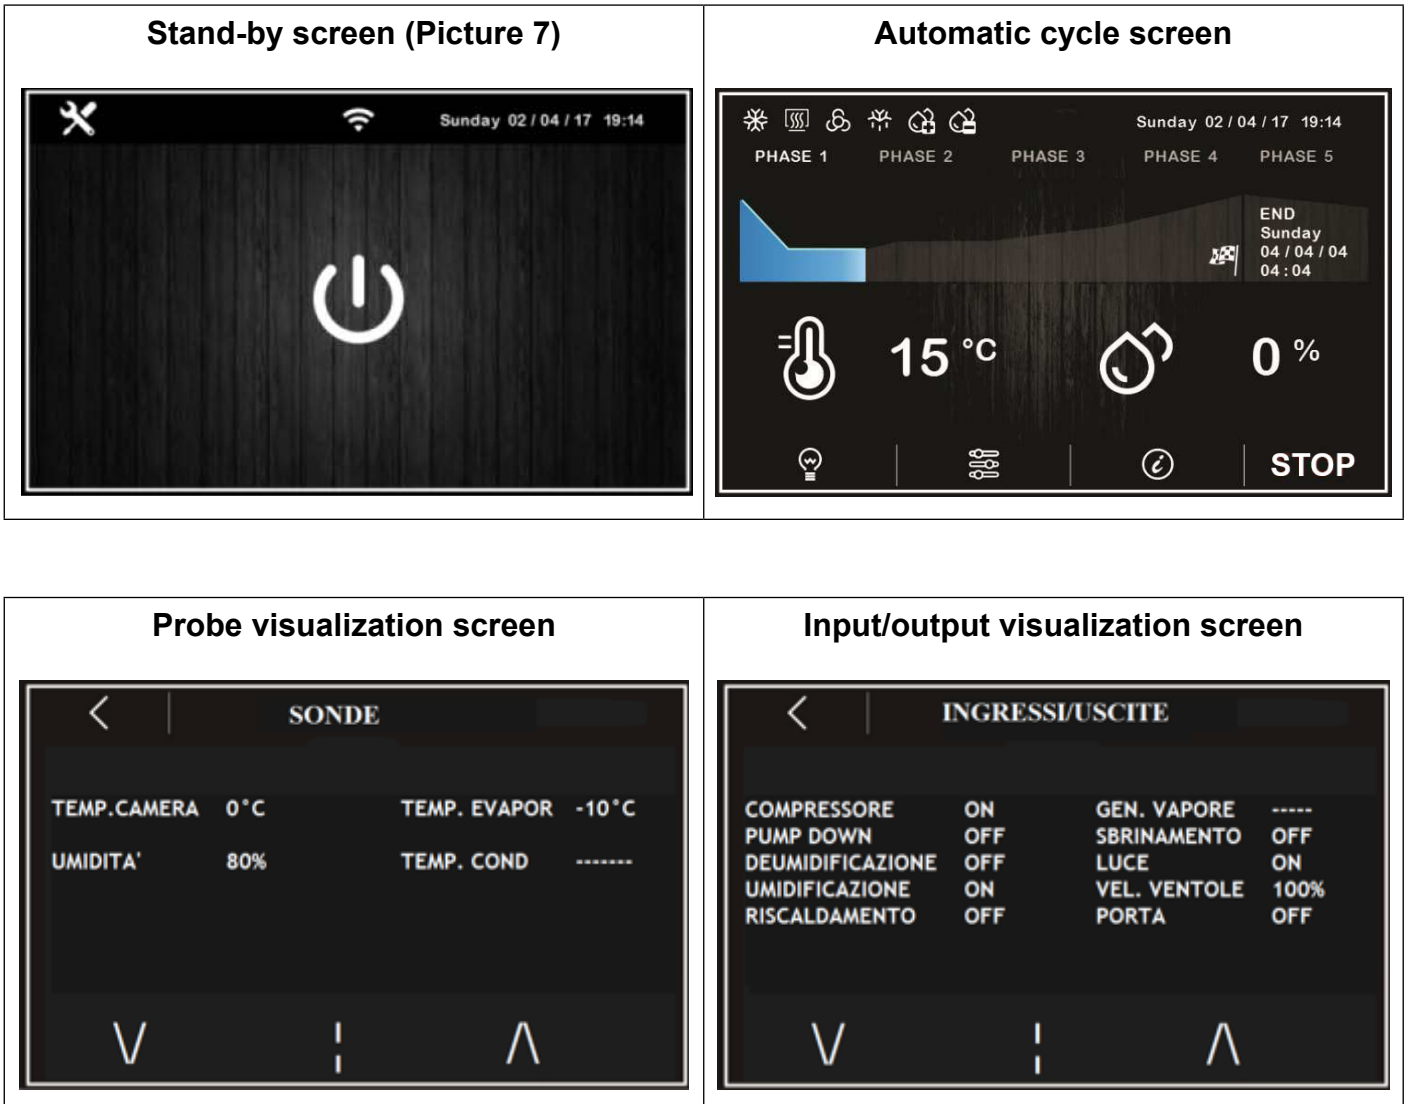 Stand-by screen (Picture 7)
Sunday 02 / 04 / 17 19:14
Automatic cycle screen
Sunday 02 / 04 / 17 19:14
PHASE 1 PHASE 2 PHASE 3 PHASE 4 PHASE 5
END
Sunday
04 / 04 / 04
04 : 04
15 °C 0 %
STOP
Probe visualization screen
SONDE
TEMP.CAMERA 0°C TEMP. EVAPOR -10°C
UMIDITA' 80% TEMP. COND -------
Input/output visualization screen
INGRESSI/USCITE
COMPRESSORE ON GEN. VAPORE -----
PUMP DOWN OFF SBRINAMENTO OFF
DEUMIDIFICAZIONE OFF LUCE ON
UMIDIFICAZIONE ON VEL. VENTOLE 100%
RISCALDAMENTO OFF PORTA OFF